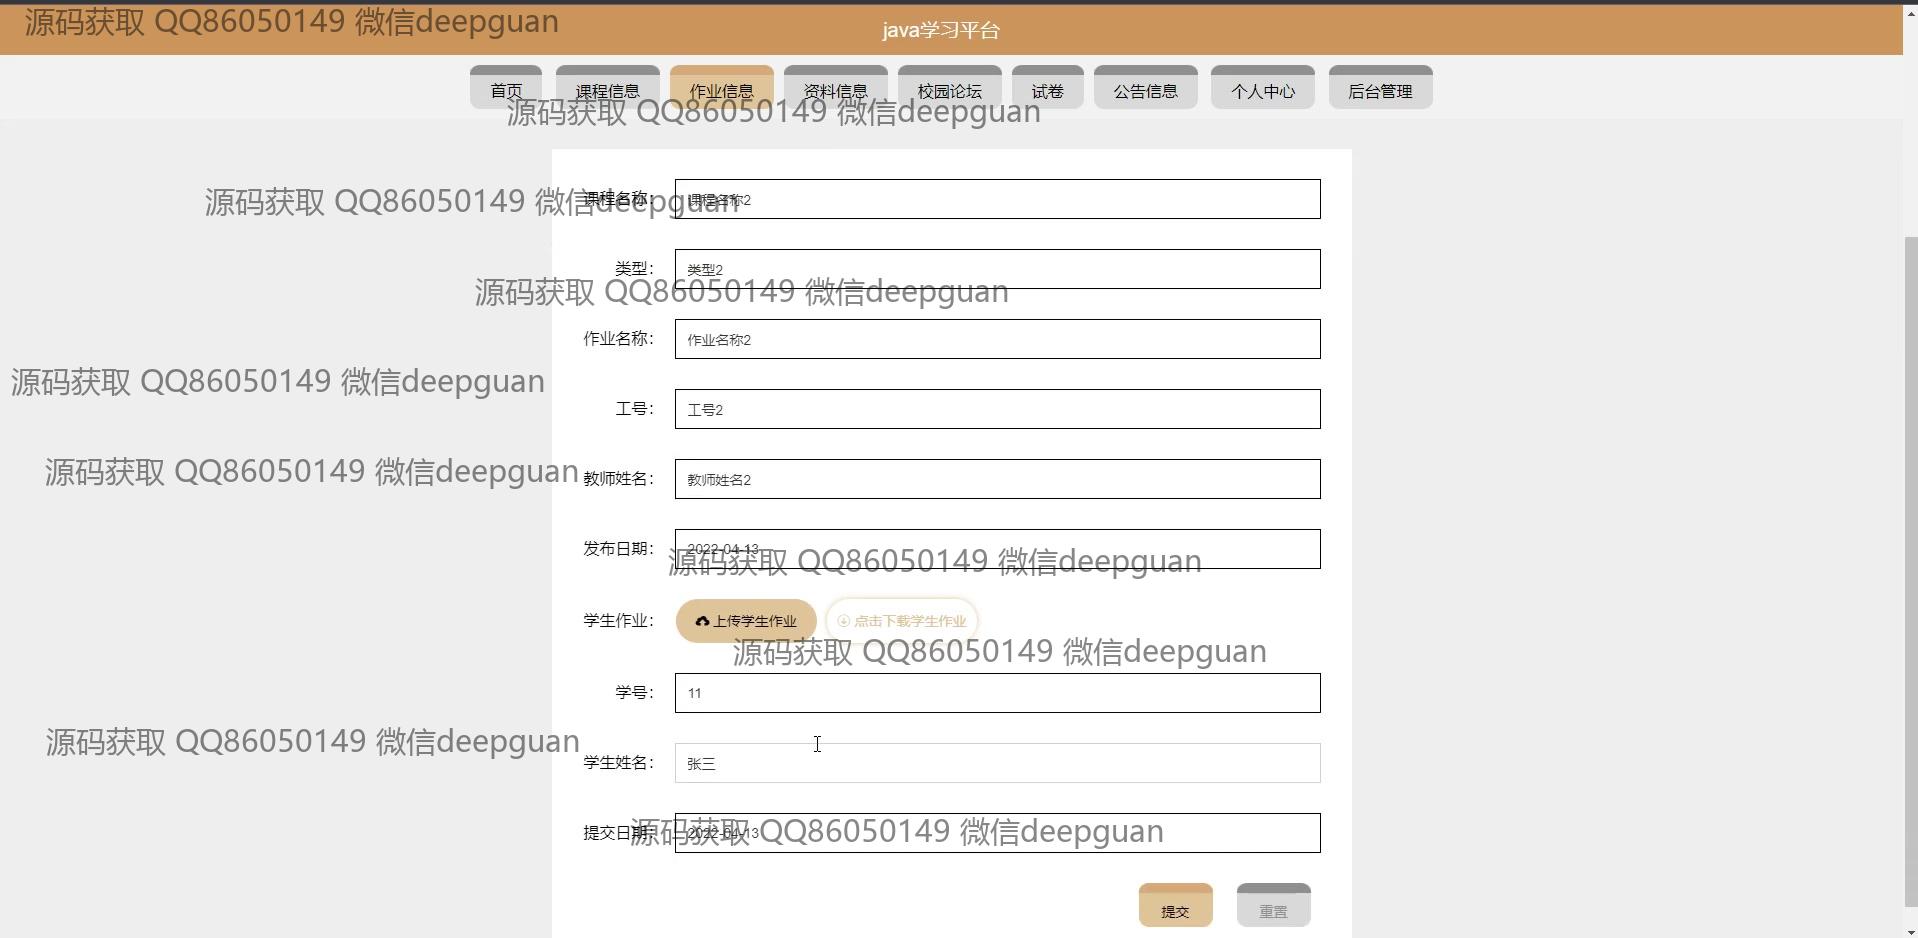 源码获取 QQ86050149 微信deepguan
java学习平台
首页 课程信息 作业信息 资料信息 校园论坛 试卷 公告信息 个人中心 后台管理
源码获取 QQ86050149 微信deepguan
课程名称： 课程名称2
源码获取 QQ86050149 微信deepguan
类型： 类型2
源码获取 QQ86050149 微信deepguan
作业名称： 作业名称2
源码获取 QQ86050149 微信deepguan
工号： 工号2
源码获取 QQ86050149 微信deepguan
教师姓名： 教师姓名2
发布日期： 2022-04-13
源码获取 QQ86050149 微信deepguan
学生作业： 上传学生作业 点击下载学生作业
源码获取 QQ86050149 微信deepguan
学号： 11
源码获取 QQ86050149 微信deepguan
学生姓名： 张三
提交日期： 2022-04-13
源码获取 QQ86050149 微信deepguan
提交 重置